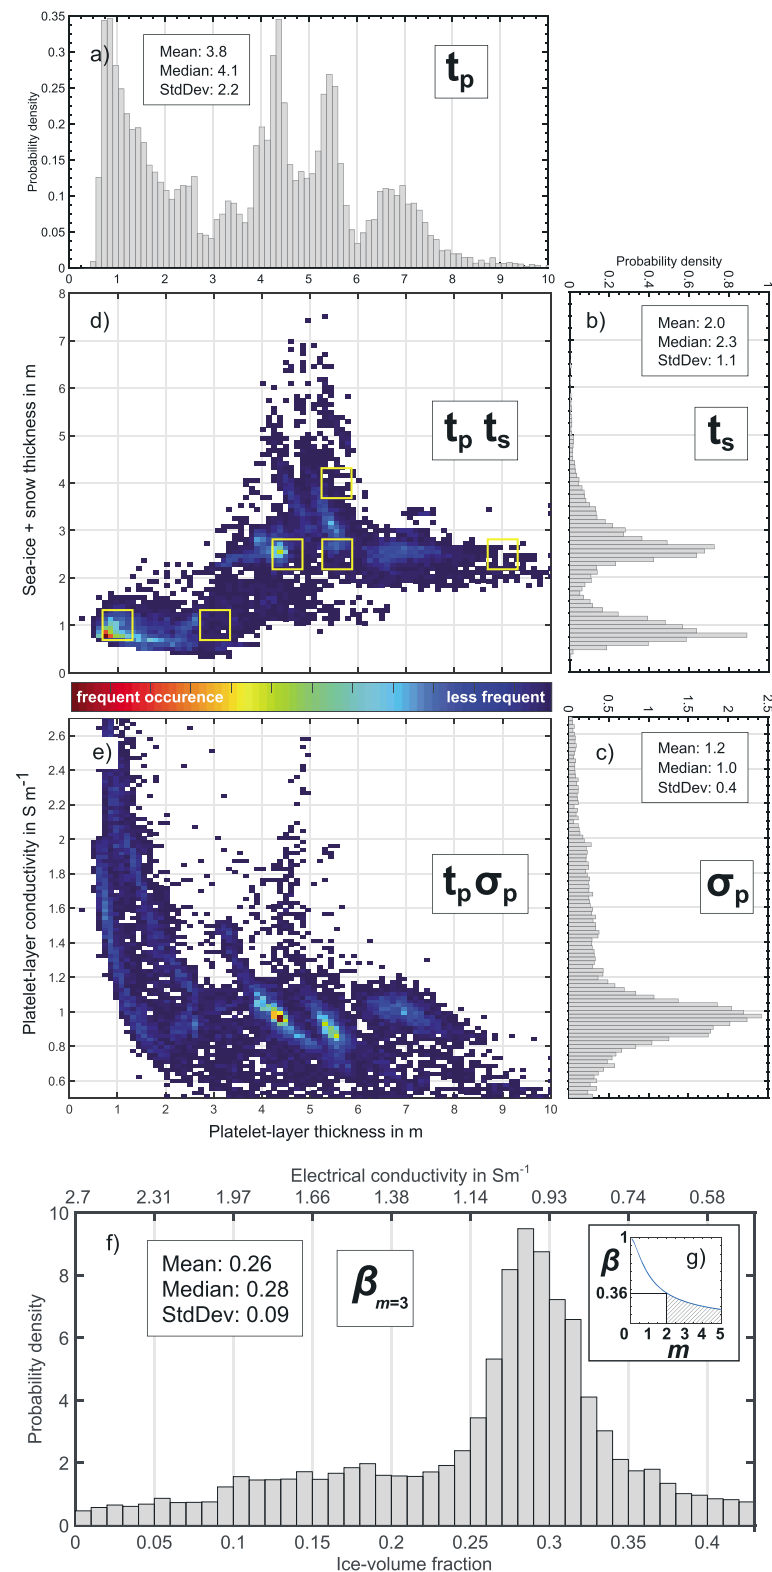 0.35
0.3
0.25
0.2
0.15
0.1
0.05
0
Probability density
a)
Mean: 3.8
Median: 4.1
StdDev: 2.2
tp
0 1 2 3 4 5 6 7 8 9 10
Probability density
0 0.2 0.4 0.6 0.8 1
b)
Mean: 2.0
Median: 2.3
StdDev: 1.1
ts
8
7
6
5
4
3
2
1
0
Sea-ice + snow thickness in m
d)
tp ts
frequent occurence
less frequent
0 0.5 1 1.5 2 2.5
c)
Mean: 1.2
Median: 1.0
StdDev: 0.4
σp
2.6
2.4
2.2
2
1.8
1.6
1.4
1.2
1
0.8
0.6
Platelet-layer conductivity in S m-1
e)
tpσp
0 1 2 3 4 5 6 7 8 9 10
Platelet-layer thickness in m
Electrical conductivity in Sm-1
2.7 2.31 1.97 1.66 1.38 1.14 0.93 0.74 0.58
10
8
6
4
2
0
Probability density
f)
Mean: 0.26
Median: 0.28
StdDev: 0.09
βm=3
g)
1
β
0.36
0 1 2 3 4 5
m
0 0.05 0.1 0.15 0.2 0.25 0.3 0.35 0.4
Ice-volume fraction